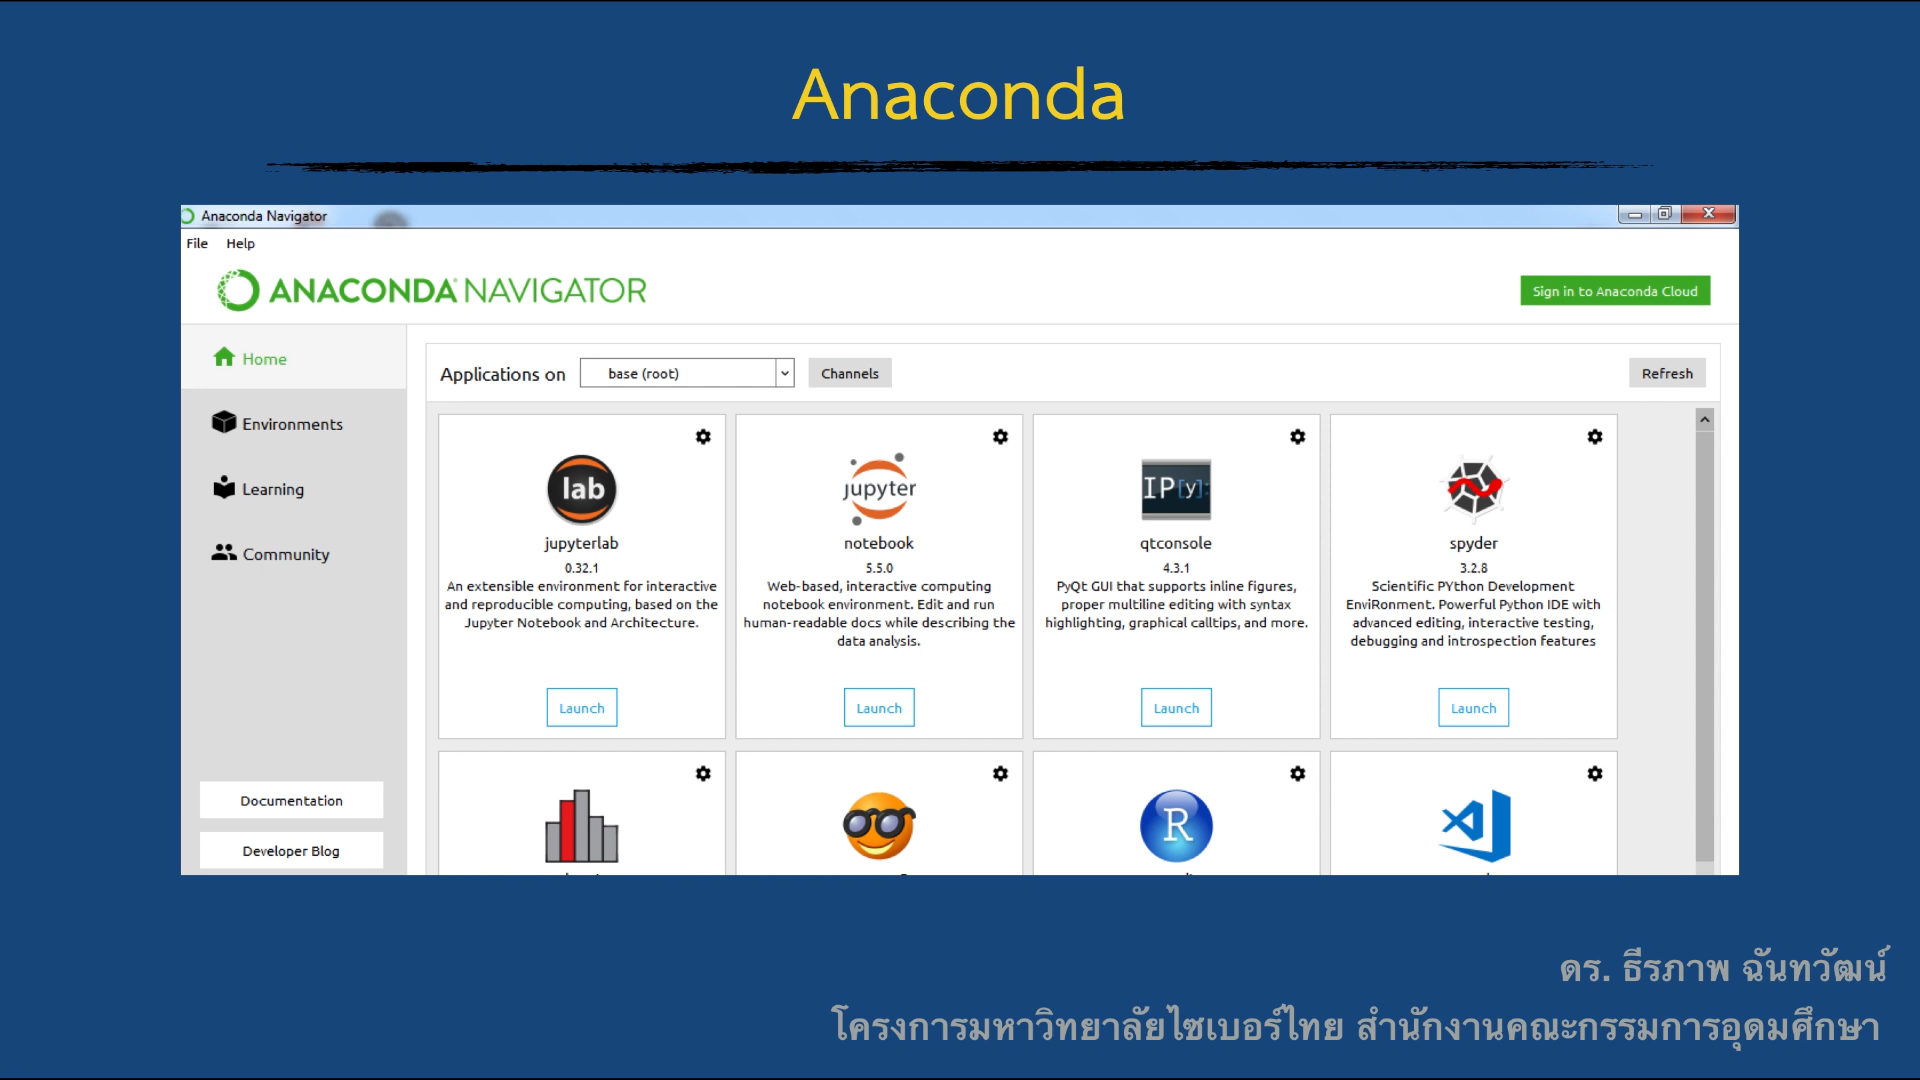 Anaconda
Anaconda Navigator
File Help
ANACONDA NAVIGATOR
Sign in to Anaconda Cloud
Home
Environments
Learning
Community
Documentation
Developer Blog
Applications on base (root) Channels Refresh
lab
jupyterlab
0.32.1
An extensible environment for interactive
and reproducible computing, based on the
Jupyter Notebook and Architecture.
Launch
jupyter
notebook
5.5.0
Web-based, interactive computing
notebook environment. Edit and run
human-readable docs while describing the
data analysis.
Launch
IP[y]:
qtconsole
4.3.1
PyQt GUI that supports inline figures,
proper multiline editing with syntax
highlighting, graphical calltips, and more.
Launch
spyder
3.2.8
Scientific PYthon Development
EnviRonment. Powerful Python IDE with
advanced editing, interactive testing,
debugging and introspection features
Launch
R
ดร. ธีรภาพ ฉันทวัฒน์
โครงการมหาวิทยาลัยไซเบอร์ไทย สำนักงานคณะกรรมการอุดมศึกษา